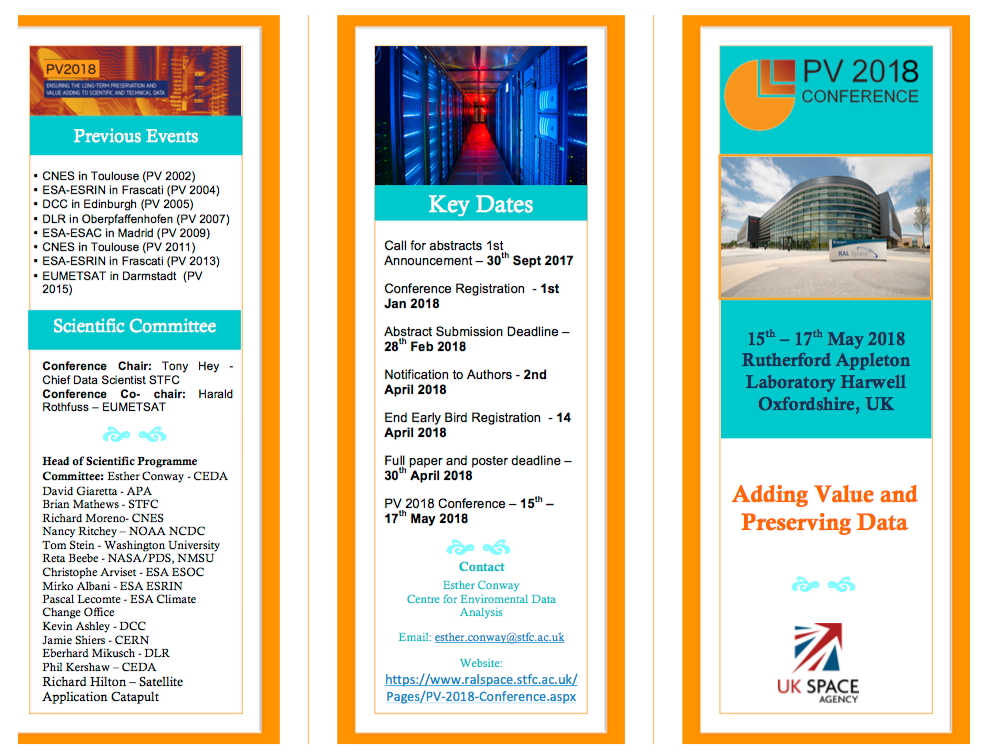 PV2018
ENSURING THE LONG-TERM PRESERVATION AND
VALUE ADDING TO SCIENTIFIC AND TECHNICAL DATA
Previous Events
• CNES in Toulouse (PV 2002)
• ESA-ESRIN in Frascati (PV 2004)
• DCC in Edinburgh (PV 2005)
• DLR in Oberpfaffenhofen (PV 2007)
• ESA-ESAC in Madrid (PV 2009)
• CNES in Toulouse (PV 2011)
• ESA-ESRIN in Frascati (PV 2013)
• EUMETSAT in Darmstadt (PV
2015)
Scientific Committee
Conference Chair: Tony Hey -
Chief Data Scientist STFC
Conference Co- chair: Harald
Rothfuss – EUMETSAT
Head of Scientific Programme
Committee: Esther Conway - CEDA
David Giaretta - APA
Brian Mathews - STFC
Richard Moreno- CNES
Nancy Ritchey – NOAA NCDC
Tom Stein - Washington University
Reta Beebe - NASA/PDS, NMSU
Christophe Arviset - ESA ESOC
Mirko Albani - ESA ESRIN
Pascal Lecomte - ESA Climate
Change Office
Kevin Ashley - DCC
Jamie Shiers - CERN
Eberhard Mikusch - DLR
Phil Kershaw – CEDA
Richard Hilton – Satellite
Application Catapult
Key Dates
Call for abstracts 1st
Announcement – 30th Sept 2017
Conference Registration - 1st
Jan 2018
Abstract Submission Deadline –
28th Feb 2018
Notification to Authors - 2nd
April 2018
End Early Bird Registration - 14
April 2018
Full paper and poster deadline –
30th April 2018
PV 2018 Conference – 15th –
17th May 2018
Contact
Esther Conway
Centre for Enviromental Data
Analysis
Email: esther.conway@stfc.ac.uk
Website:
https://www.ralspace.stfc.ac.uk/
Pages/PV-2018-Conference.aspx
PV 2018
CONFERENCE
RAL Space
15th – 17th May 2018
Rutherford Appleton
Laboratory Harwell
Oxfordshire, UK
Adding Value and
Preserving Data
UK SPACE
AGENCY